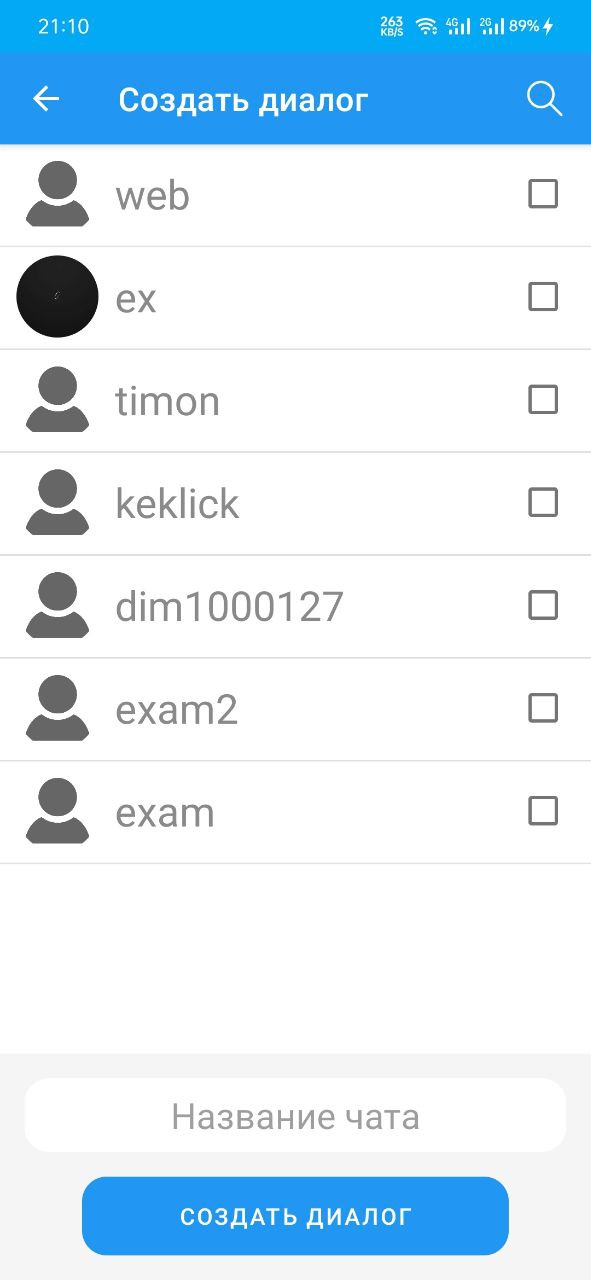 21:10 263 KB/S 4G 2G 89%
Создать диалог
web
ex
timon
keklick
dim1000127
exam2
exam
Название чата
СОЗДАТЬ ДИАЛОГ